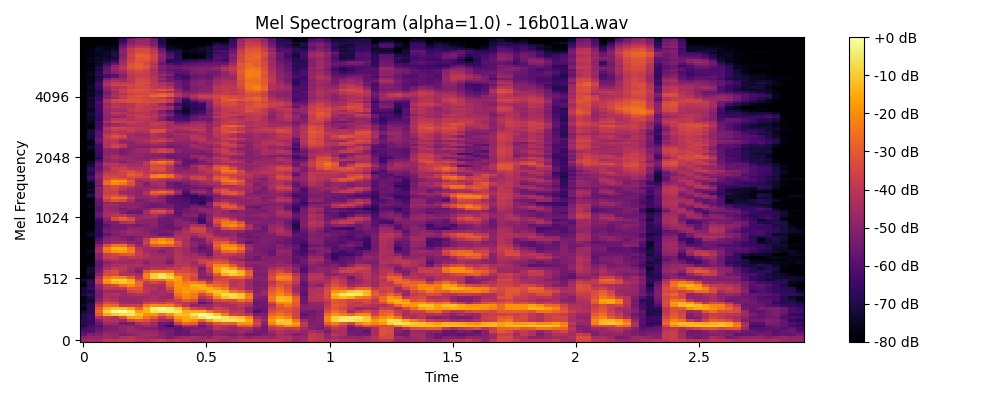 Mel Spectrogram (alpha=1.0) - 16b01La.wav
Mel Frequency
4096
2048
1024
512
0
0
0.5
1
1.5
2
2.5
Time
+0 dB
-10 dB
-20 dB
-30 dB
-40 dB
-50 dB
-60 dB
-70 dB
-80 dB